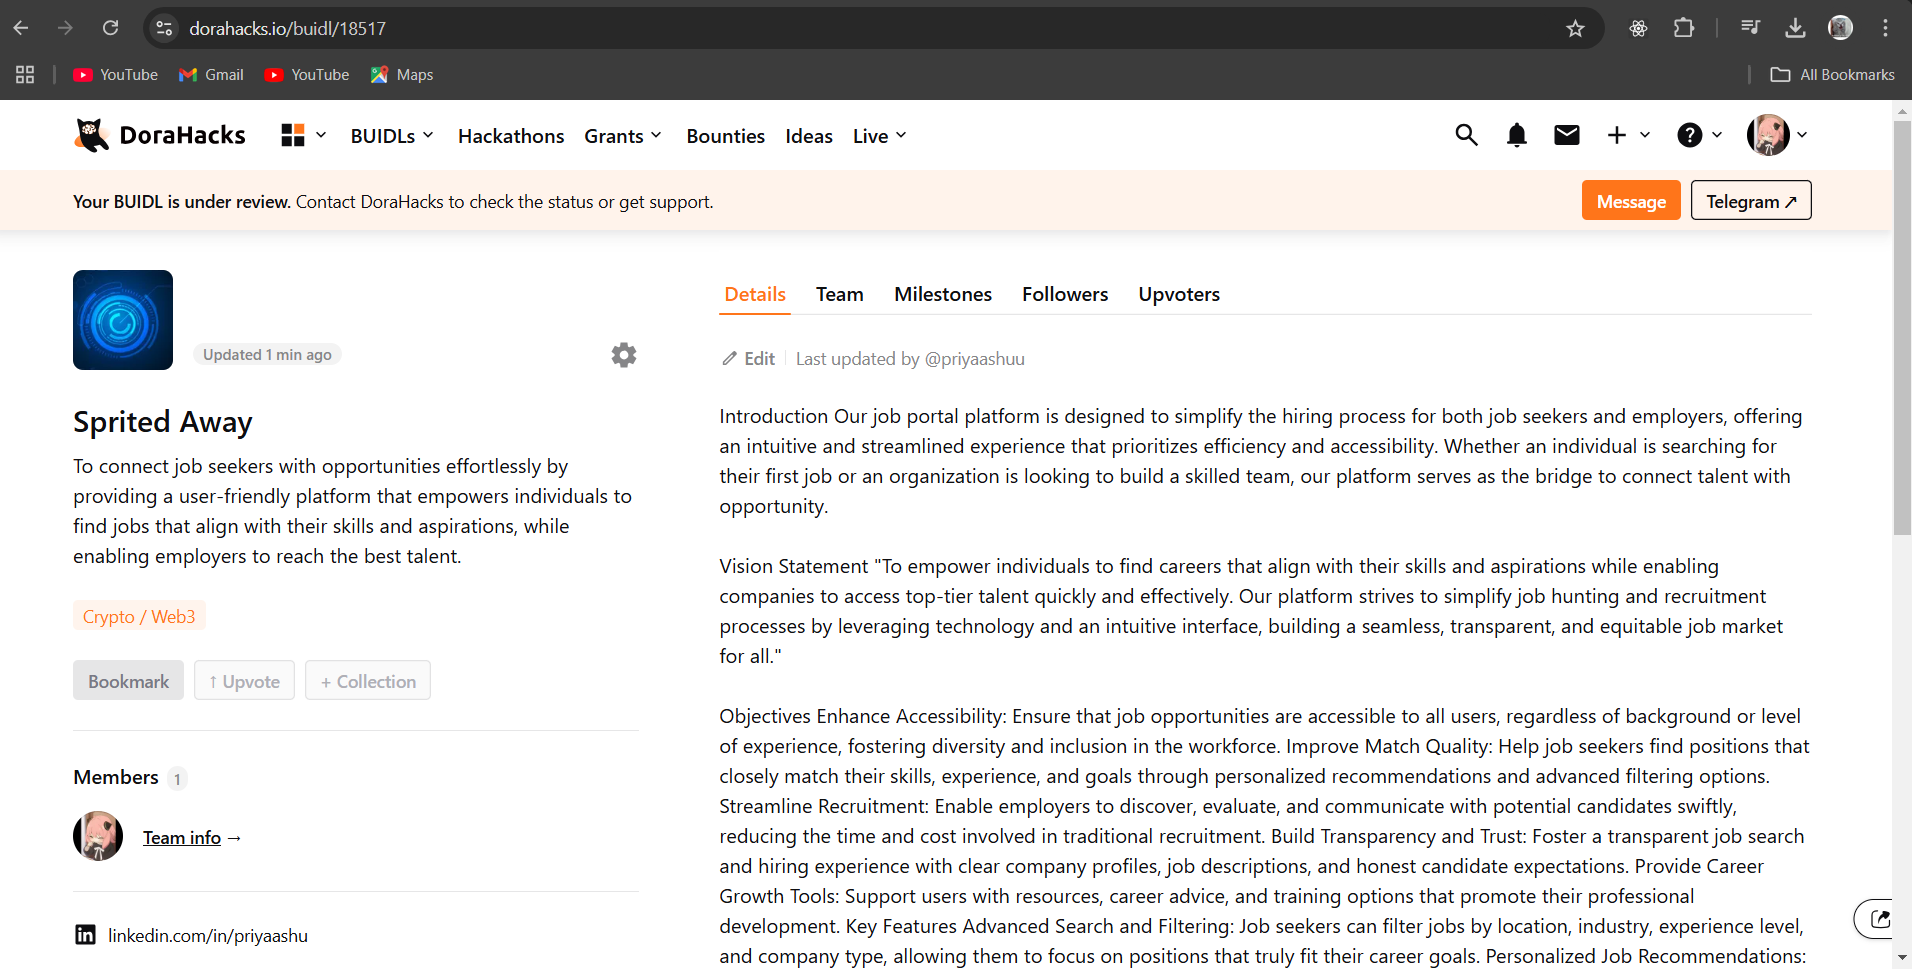 dorahacks.io/buidl/18517
YouTube
Gmail
YouTube
Maps
All Bookmarks
DoraHacks
BUIDLs
Hackathons
Grants
Bounties
Ideas
Live
Your BUIDL is under review. Contact DoraHacks to check the status or get support.
Message
Telegram ↗
Updated 1 min ago
Sprited Away
To connect job seekers with opportunities effortlessly by
providing a user-friendly platform that empowers individuals to
find jobs that align with their skills and aspirations, while
enabling employers to reach the best talent.
Crypto / Web3
Bookmark
↑ Upvote
+ Collection
Members 1
Team info →
linkedin.com/in/priyaashu
Details
Team
Milestones
Followers
Upvoters
Edit
Last updated by @priyaashuu
Introduction Our job portal platform is designed to simplify the hiring process for both job seekers and employers, offering
an intuitive and streamlined experience that prioritizes efficiency and accessibility. Whether an individual is searching for
their first job or an organization is looking to build a skilled team, our platform serves as the bridge to connect talent with
opportunity.
Vision Statement "To empower individuals to find careers that align with their skills and aspirations while enabling
companies to access top-tier talent quickly and effectively. Our platform strives to simplify job hunting and recruitment
processes by leveraging technology and an intuitive interface, building a seamless, transparent, and equitable job market
for all."
Objectives Enhance Accessibility: Ensure that job opportunities are accessible to all users, regardless of background or level
of experience, fostering diversity and inclusion in the workforce. Improve Match Quality: Help job seekers find positions that
closely match their skills, experience, and goals through personalized recommendations and advanced filtering options.
Streamline Recruitment: Enable employers to discover, evaluate, and communicate with potential candidates swiftly,
reducing the time and cost involved in traditional recruitment. Build Transparency and Trust: Foster a transparent job search
and hiring experience with clear company profiles, job descriptions, and honest candidate expectations. Provide Career
Growth Tools: Support users with resources, career advice, and training options that promote their professional
development. Key Features Advanced Search and Filtering: Job seekers can filter jobs by location, industry, experience level,
and company type, allowing them to focus on positions that truly fit their career goals. Personalized Job Recommendations: